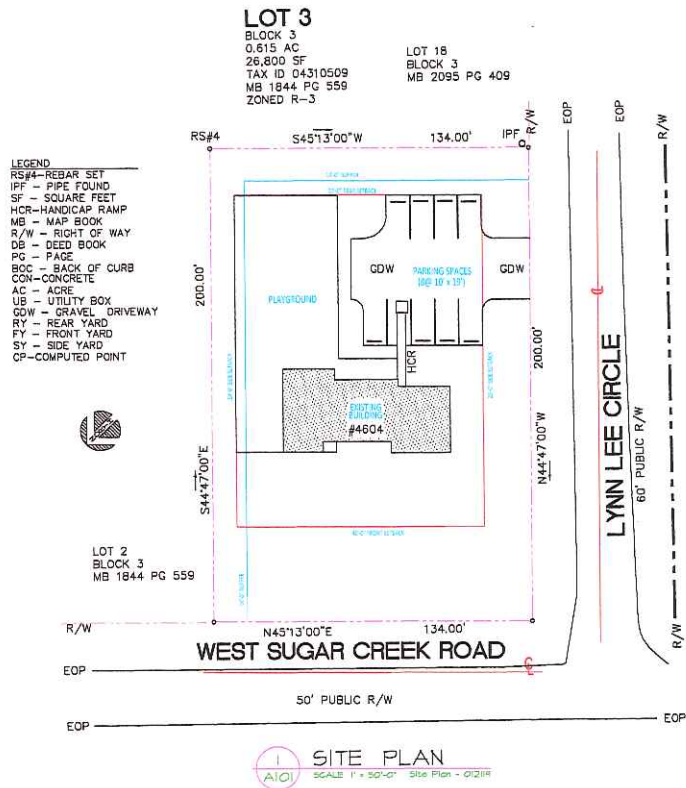 LOT 3
BLOCK 3
0.615 AC
26,800 SF
TAX ID 04310509
MB 1844 PG 559
ZONED R-3
LOT 18
BLOCK 3
MB 2095 PG 409
RS#4
S45°13'00"W
134.00'
IPF
R/W
EOP
EOP
R/W
LEGEND
RS#4-REBAR SET
IPF - PIPE FOUND
SF - SQUARE FEET
HCR-HANDICAP RAMP
MB - MAP BOOK
R/W - RIGHT OF WAY
DB - DEED BOOK
PG - PAGE
BOC - BACK OF CURB
CON-CONCRETE
AC - ACRE
UB - UTILITY BOX
GDW - GRAVEL DRIVEWAY
RY - REAR YARD
FY - FRONT YARD
SY - SIDE YARD
CP-COMPUTED POINT
200.00'
PLAYGROUND
GDW
PARKING SPACES
(8@ 10' x 19')
GDW
HCR
200.00'
EXISTING
BUILDING
#4604
S44°47'00"E
N44°47'00"W
LYNN LEE CIRCLE
60' PUBLIC R/W
LOT 2
BLOCK 3
MB 1844 PG 559
R/W
N45°13'00"E
134.00'
R/W
WEST SUGAR CREEK ROAD
EOP
50' PUBLIC R/W
EOP
EOP
1
A101
SITE PLAN
SCALE 1" = 50'-0"
Site Plan - 012119